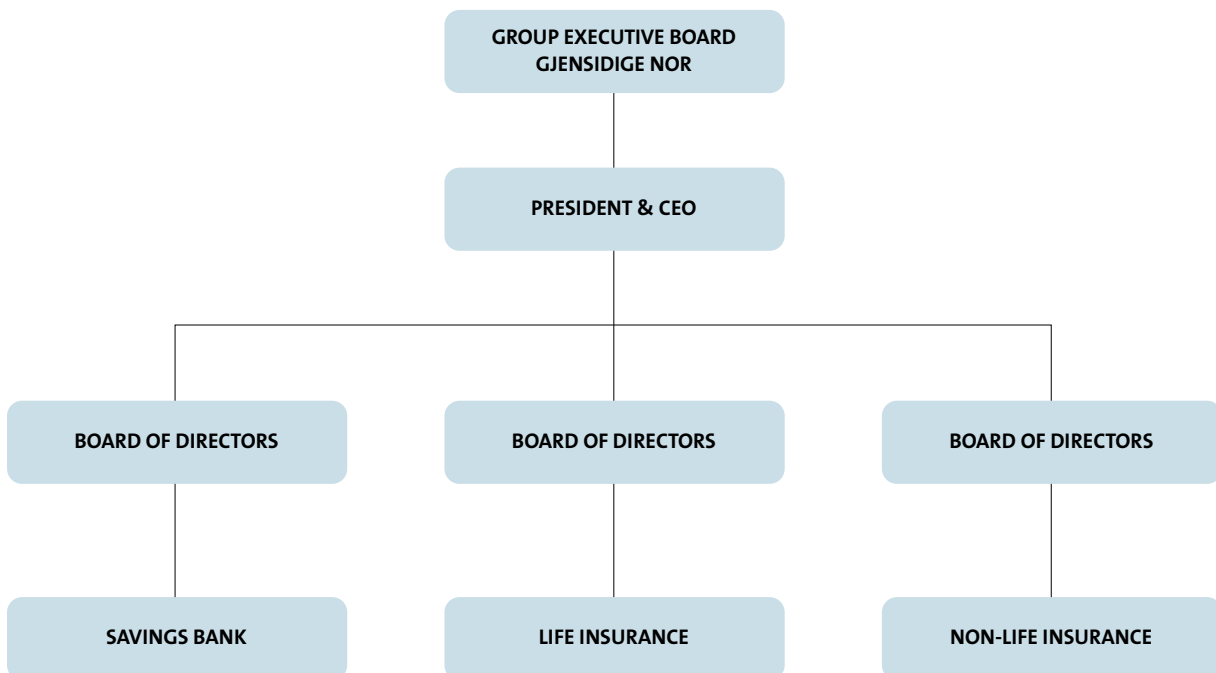 GROUP EXECUTIVE BOARD
GJENSIDIGE NOR
PRESIDENT & CEO
BOARD OF DIRECTORS
BOARD OF DIRECTORS
BOARD OF DIRECTORS
SAVINGS BANK
LIFE INSURANCE
NON-LIFE INSURANCE